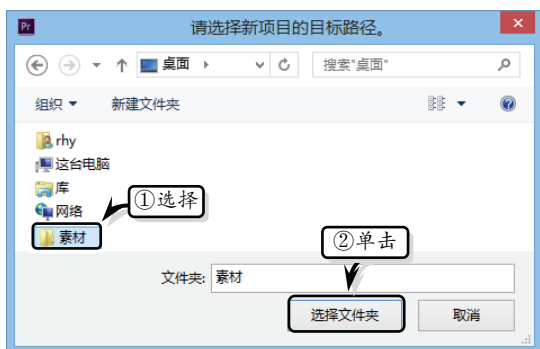 Pr 请选择新项目的目标路径。
桌面 搜索"桌面"
组织 新建文件夹
rhy
这台电脑
库
网络
①选择
素材
②单击
文件夹: 素材
选择文件夹 取消